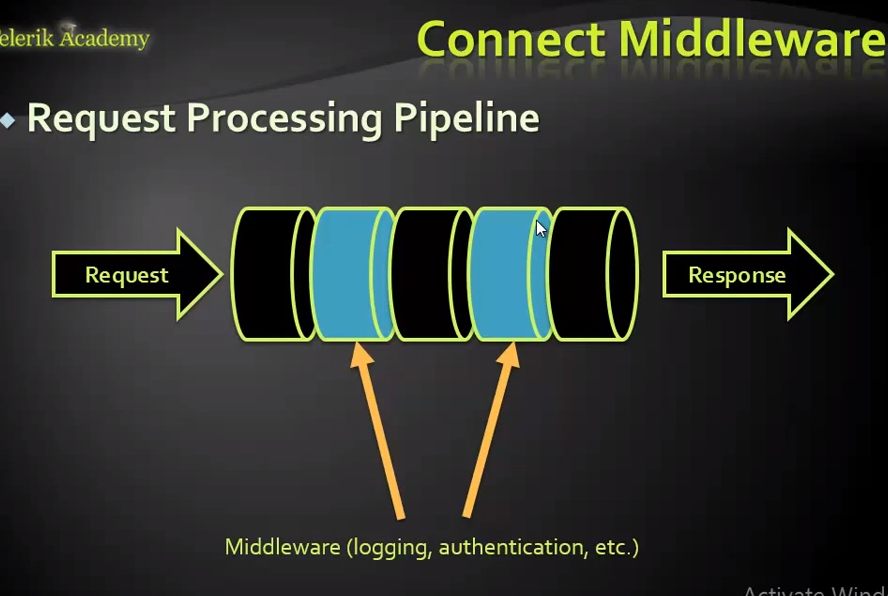 elerik Academy
Connect Middleware
Request Processing Pipeline
Request
Response
Middleware (logging, authentication, etc.)
Activate Wind